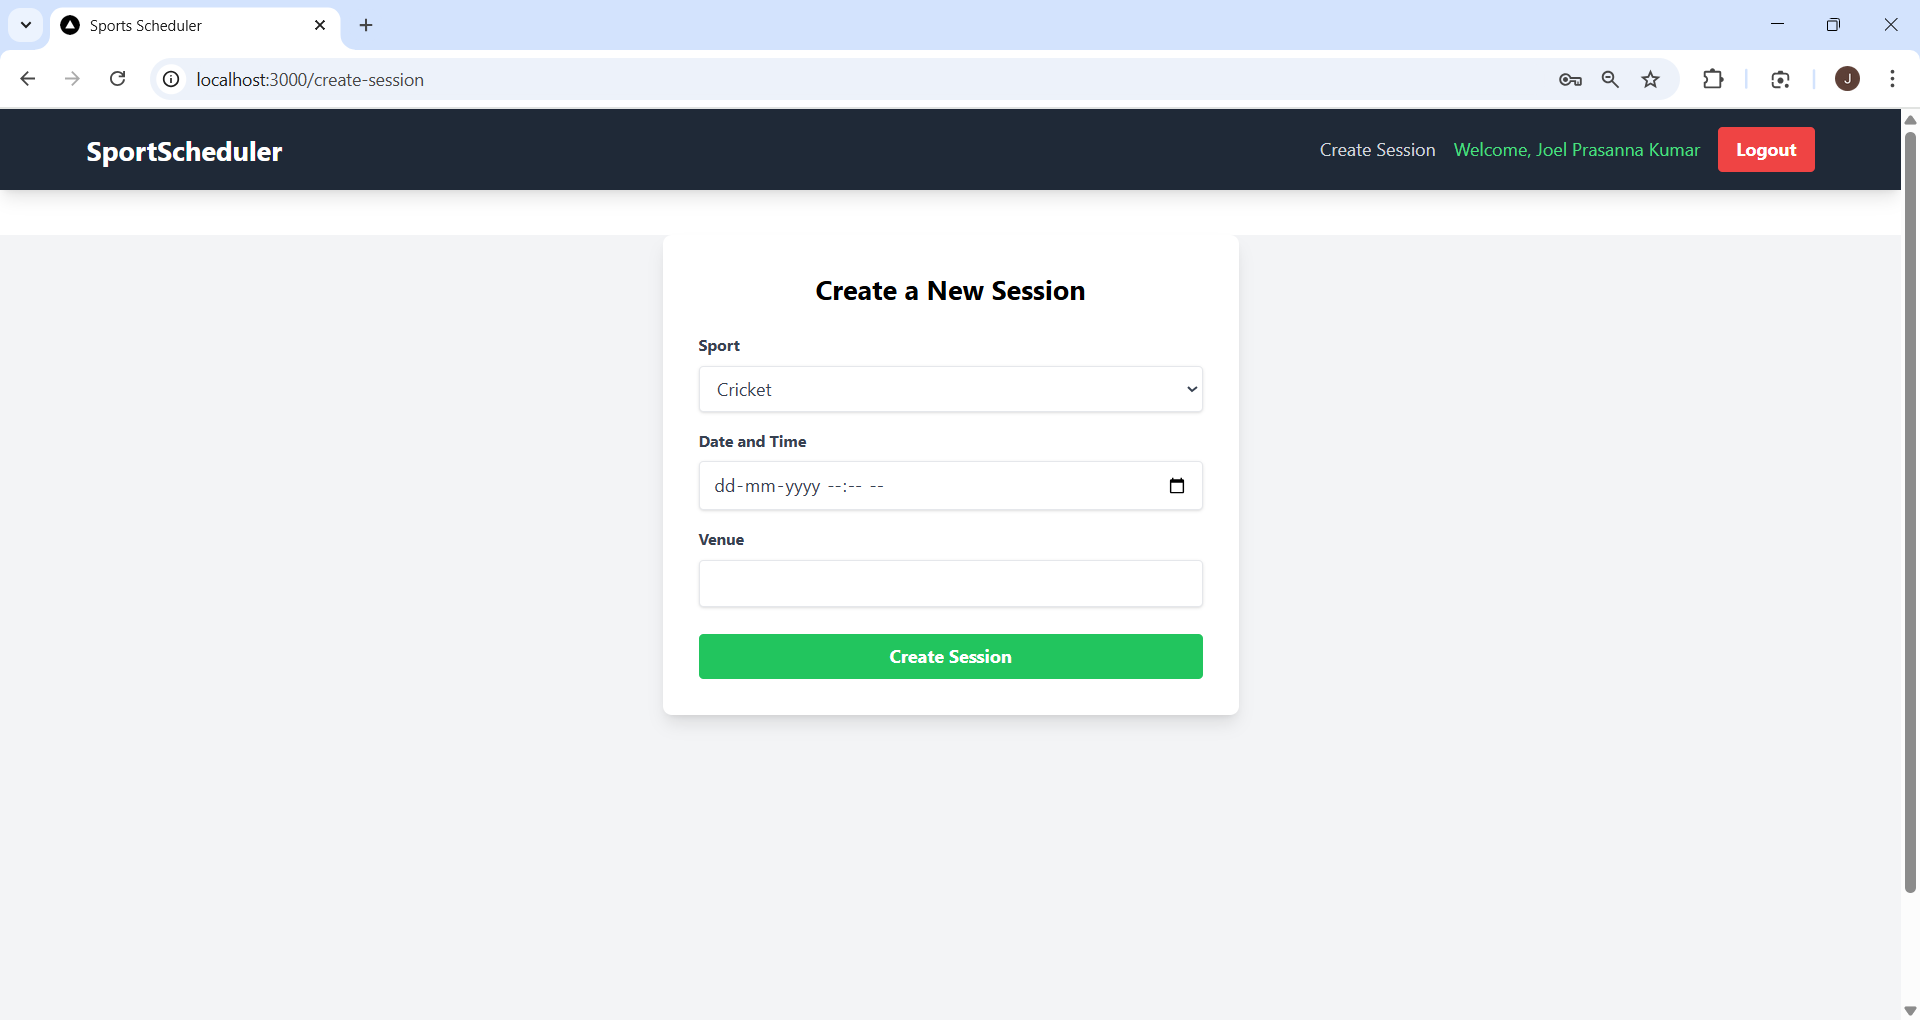 Sports Scheduler
localhost:3000/create-session
J
SportScheduler
Create Session
Welcome, Joel Prasanna Kumar
Logout
Create a New Session
Sport
Cricket
Date and Time
dd-mm-yyyy --:-- --
Venue
Create Session